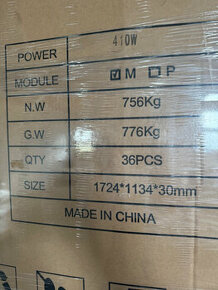 POWER 410W
MODULE ☑ M ☐ P
N.W 756Kg
G.W 776Kg
QTY 36PCS
SIZE 1724*1134*30mm
MADE IN CHINA